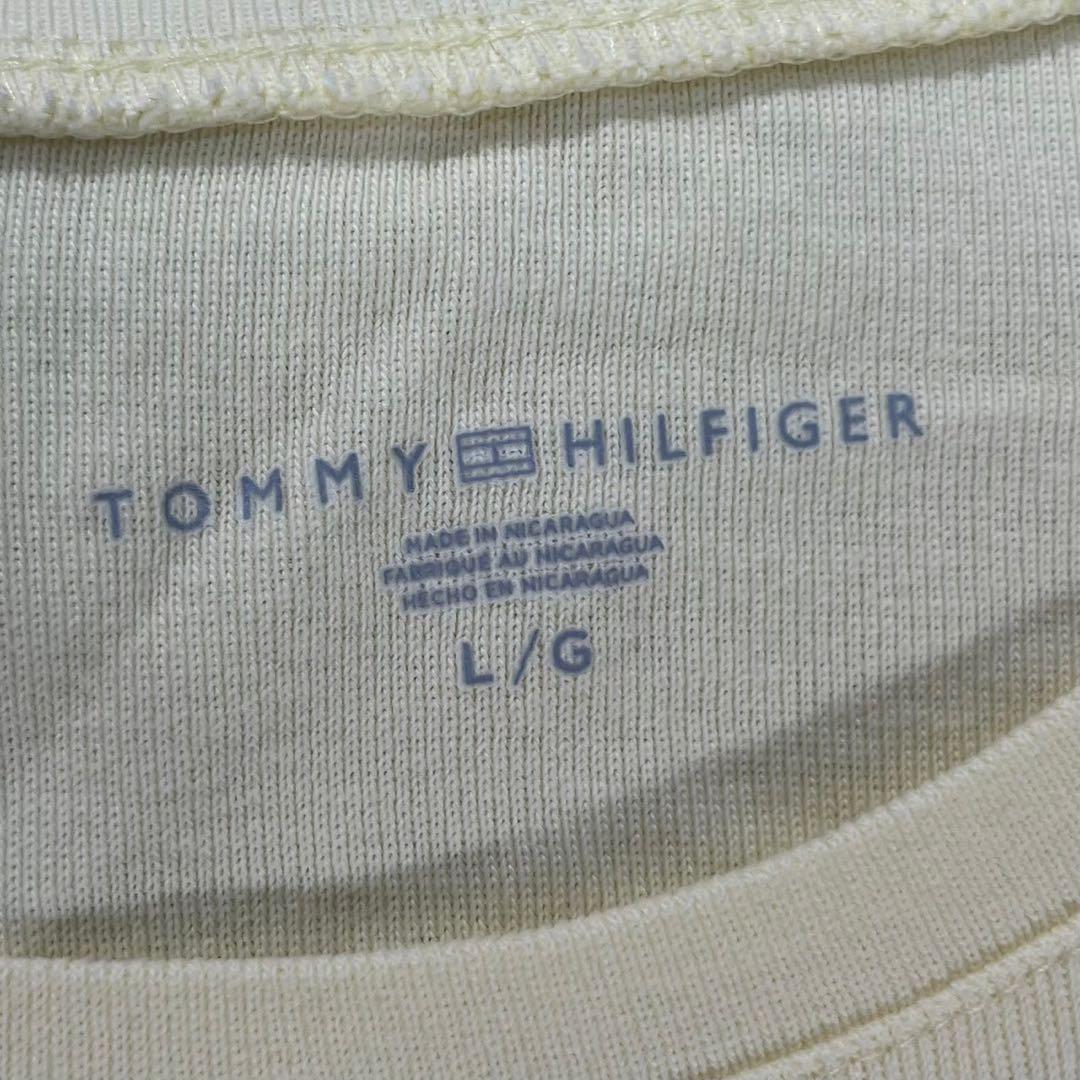 TOMMY HILFIGER
MADE IN NICARAGUA
FABRIQUÉ AU NICARAGUA
HECHO EN NICARAGUA
L/G